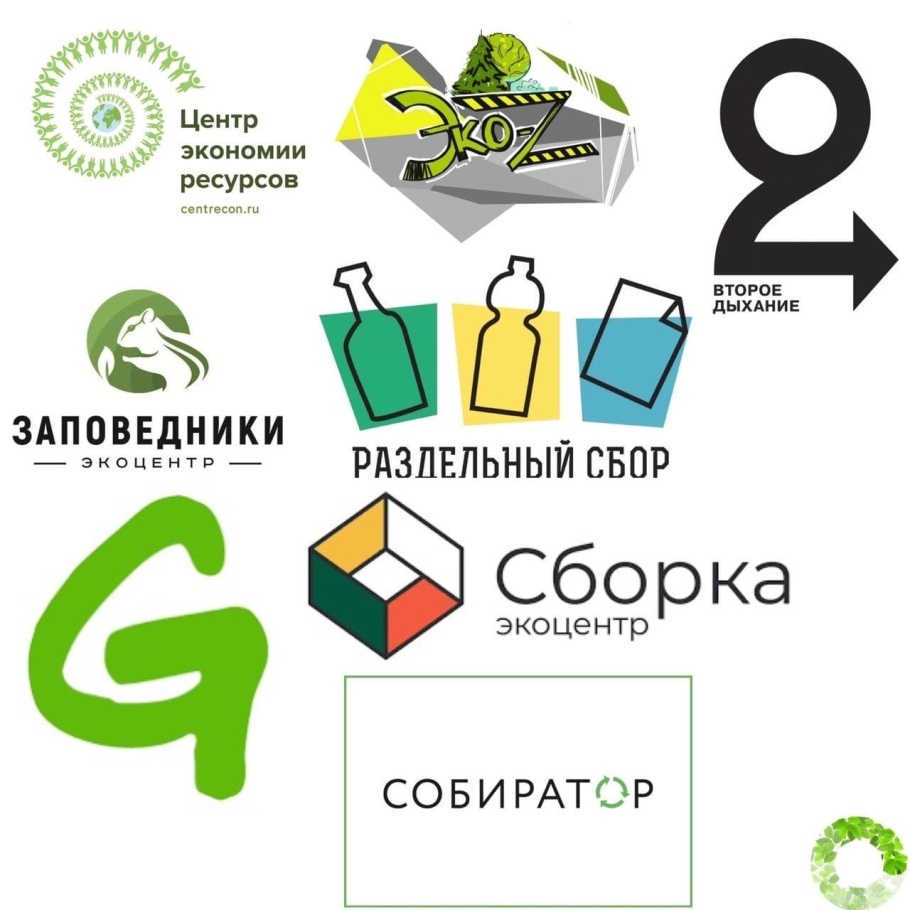 Центр
экономии
ресурсов
centrecon.ru
Эко-Z
ВТОРОЕ
ДЫХАНИЕ
ЗАПОВЕДНИКИ
ЭКОЦЕНТР
РАЗДЕЛЬНЫЙ СБОР
G
Сборка
экоцентр
СОБИРАТОР